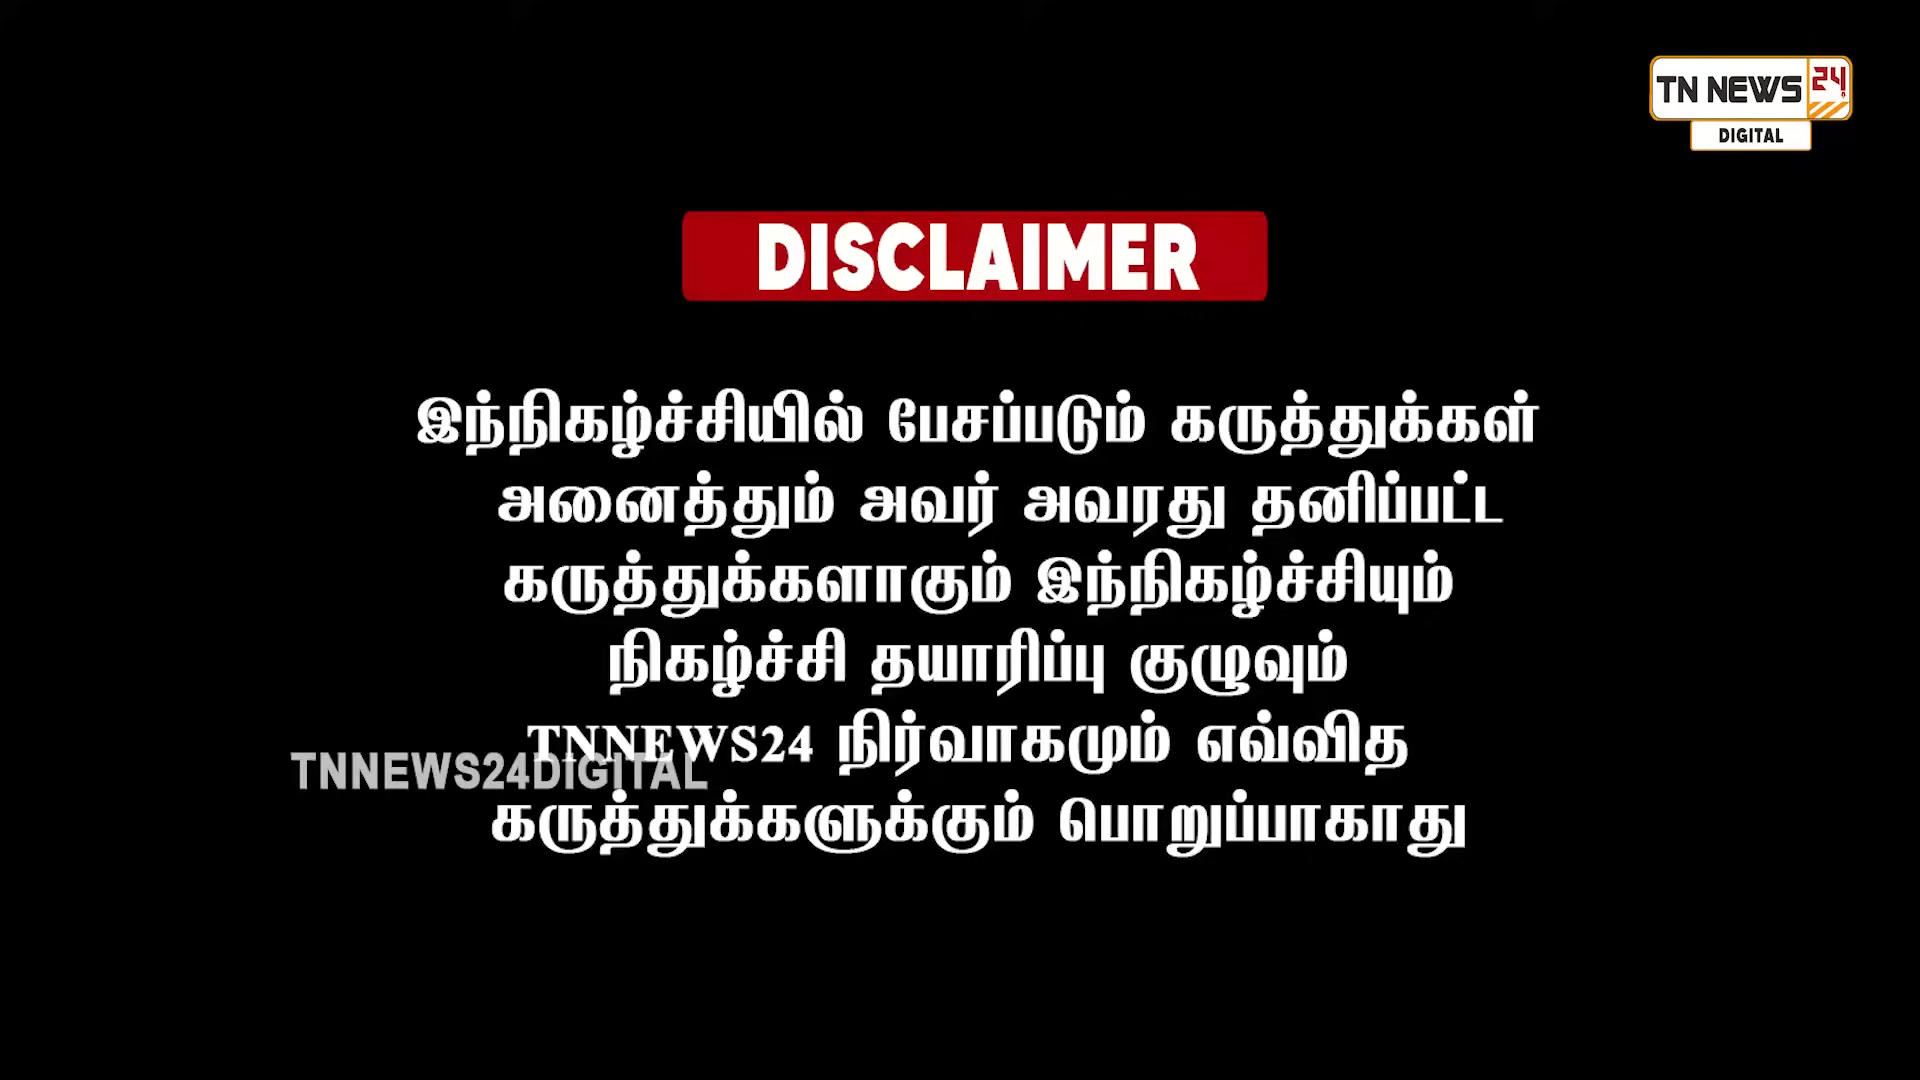 TN NEWS 24
DIGITAL
DISCLAIMER
இந்நிகழ்ச்சியில் பேசப்படும் கருத்துக்கள்
அனைத்தும் அவர் அவரது தனிப்பட்ட
கருத்துக்களாகும் இந்நிகழ்ச்சியும்
நிகழ்ச்சி தயாரிப்பு குழுவும்
TNNEWS24 நிர்வாகமும் எவ்வித
TNNEWS24DIGITAL
கருத்துக்களுக்கும் பொறுப்பாகாது